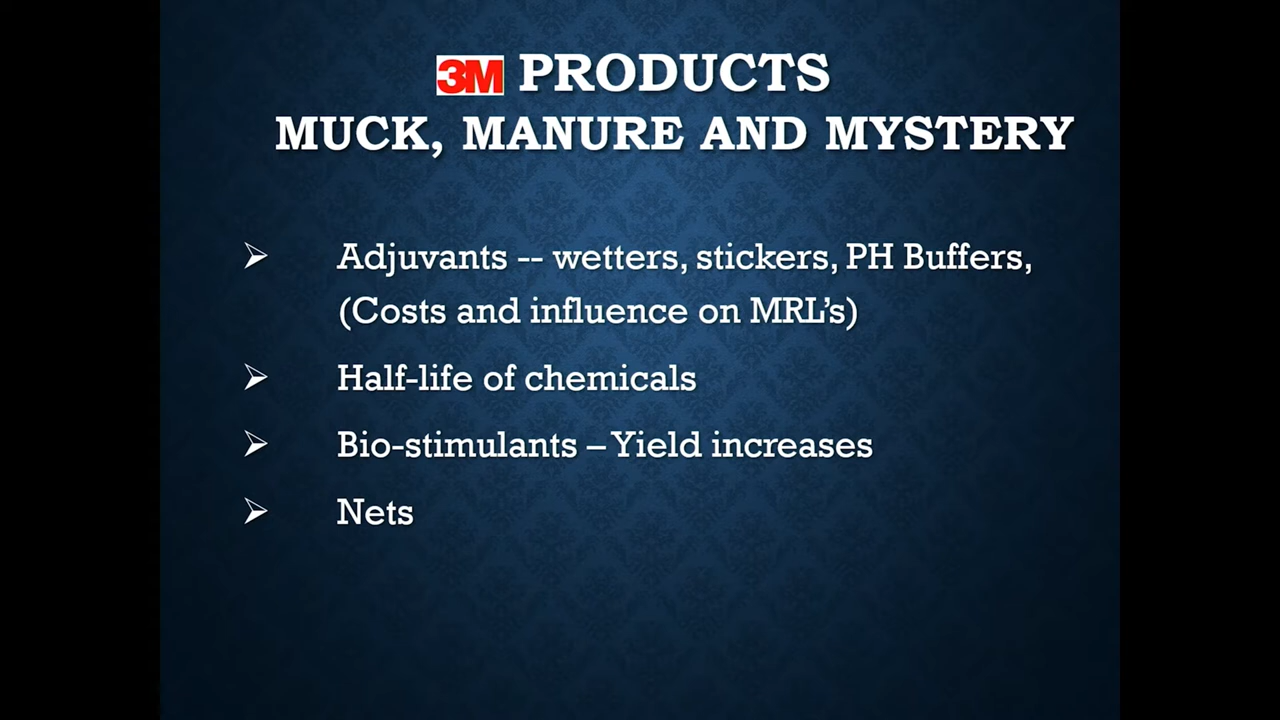 3M PRODUCTS
MUCK, MANURE AND MYSTERY
Adjuvants -- wetters, stickers, PH Buffers,
(Costs and influence on MRL’s)
Half-life of chemicals
Bio-stimulants – Yield increases
Nets